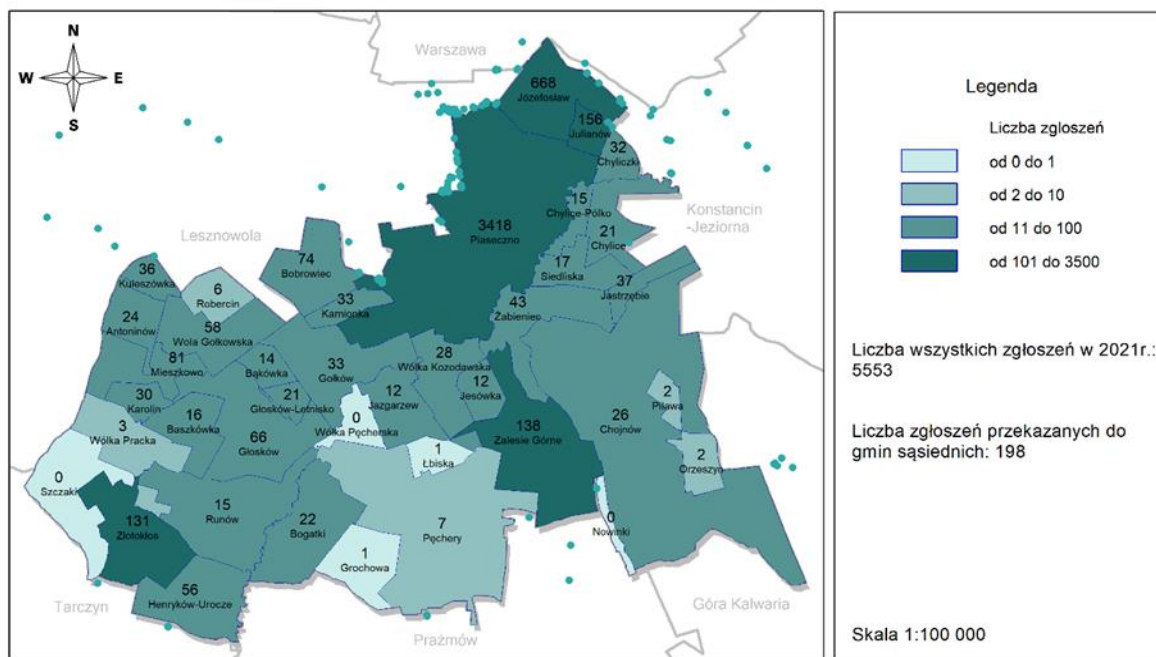 N
W E
S
Warszawa
668
Józefosław
156
Julianów
32
Chyliczki
15
Chylice-Pólko
3418
Piaseczno
Konstancin
-Jeziorna
21
Chylice
Lesznowola
74
Bobrowiec
17
Siedliska
36
Kuleszówka
37
Jastrzębie
6
Robercin
33
Kamionka
43
Żabieniec
24
Antoninów
58
Wola Gołkowska
28
Wólka Kozodawska
81
Mieszkowo
14
Bąkówka
33
Gołków
12
Jesówka
30
Karolin
21
Głosków-Letnisko
12
Jazgarzew
2
Pilawa
16
Baszkówka
0
Wólka Pęcherska
26
Chojnów
3
Wólka Pracka
66
Głosków
138
Zalesie Górne
1
Łbiska
2
Orzeszyn
0
Szczaki
131
Złotokłos
15
Runów
22
Bogatki
7
Pęchery
0
Nowinki
1
Grochowa
56
Henryków-Urocze
Tarczyn
Prażmów
Góra Kalwaria
Legenda
Liczba zgloszeń
od 0 do 1
od 2 do 10
od 11 do 100
od 101 do 3500
Liczba wszystkich zgłoszeń w 2021r.:
5553
Liczba zgłoszeń przekazanych do
gmin sąsiednich: 198
Skala 1:100 000